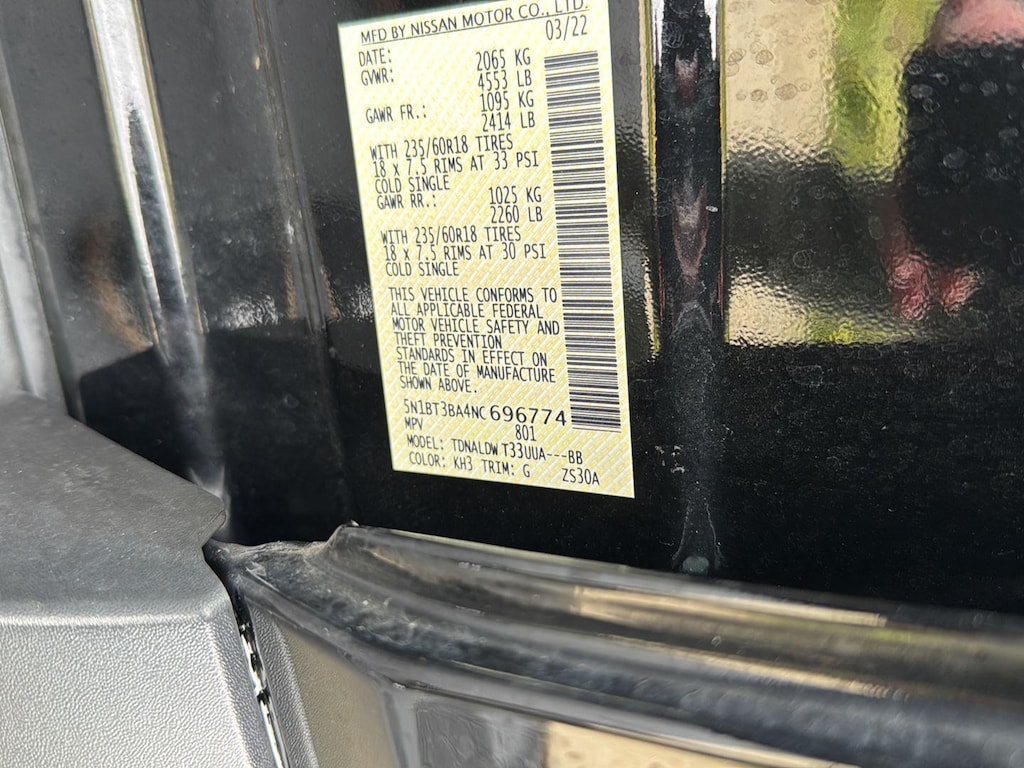 MFD BY NISSAN MOTOR CO., LTD.
DATE: 03/22
GVWR: 2065 KG
4553 LB
GAWR FR.: 1095 KG
2414 LB
WITH 235/60R18 TIRES
18 x 7.5 RIMS AT 33 PSI
COLD SINGLE
GAWR RR.: 1025 KG
2260 LB
WITH 235/60R18 TIRES
18 x 7.5 RIMS AT 30 PSI
COLD SINGLE
THIS VEHICLE CONFORMS TO
ALL APPLICABLE FEDERAL
MOTOR VEHICLE SAFETY AND
THEFT PREVENTION
STANDARDS IN EFFECT ON
THE DATE OF MANUFACTURE
SHOWN ABOVE.
5N1BT3BA4NC696774
MPV 801
MODEL: TDNALDW T33UUA---BB
COLOR: KH3 TRIM: G ZS30A